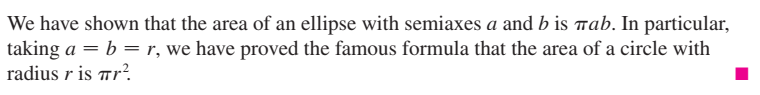 We have shown that the area of an ellipse with semiaxes a and b is πab. In particular,
taking a = b = r, we have proved the famous formula that the area of a circle with
radius r is πr².